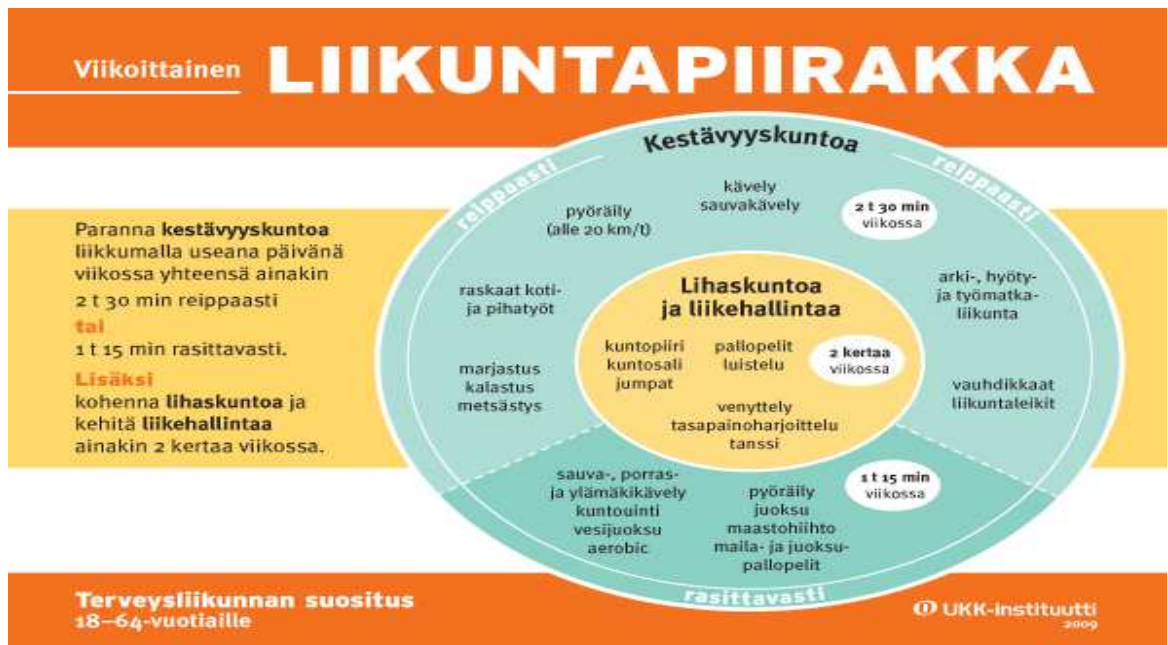 Viikoittainen LIIKUNTAPIIRAKKA
Paranna kestävyyskuntoa
liikkumalla useana päivänä
viikossa yhteensä ainakin
2 t 30 min reippaasti
tai
1 t 15 min rasittavasti.
Lisäksi
kohenna lihaskuntoa ja
kehitä liikehallintaa
ainakin 2 kertaa viikossa.
Kestävyyskuntoa
reippaasti
reippaasti
kävely
sauvakävely
2 t 30 min
viikossa
pyöräily
(alle 20 km/t)
raskaat koti-
ja pihatyöt
marjastus
kalastus
metsästys
arki-, hyöty-
ja työmatka-
liikunta
vauhdikkaat
liikuntaleikit
Lihaskuntoa
ja liikehallintaa
kuntopiiri
kuntosali
jumpat
pallopelit
luistelu
2 kertaa
viikossa
venyttely
tasapainoharjoittelu
tanssi
sauva-, porras-
ja ylämäkikävely
kuntouinti
vesijuoksu
aerobic
pyöräily
juoksu
maastohiihto
maila- ja juoksu-
pallopelit
1 t 15 min
viikossa
rasittavasti
Terveysliikunnan suositus
18–64-vuotiaille
UKK-instituutti
2009